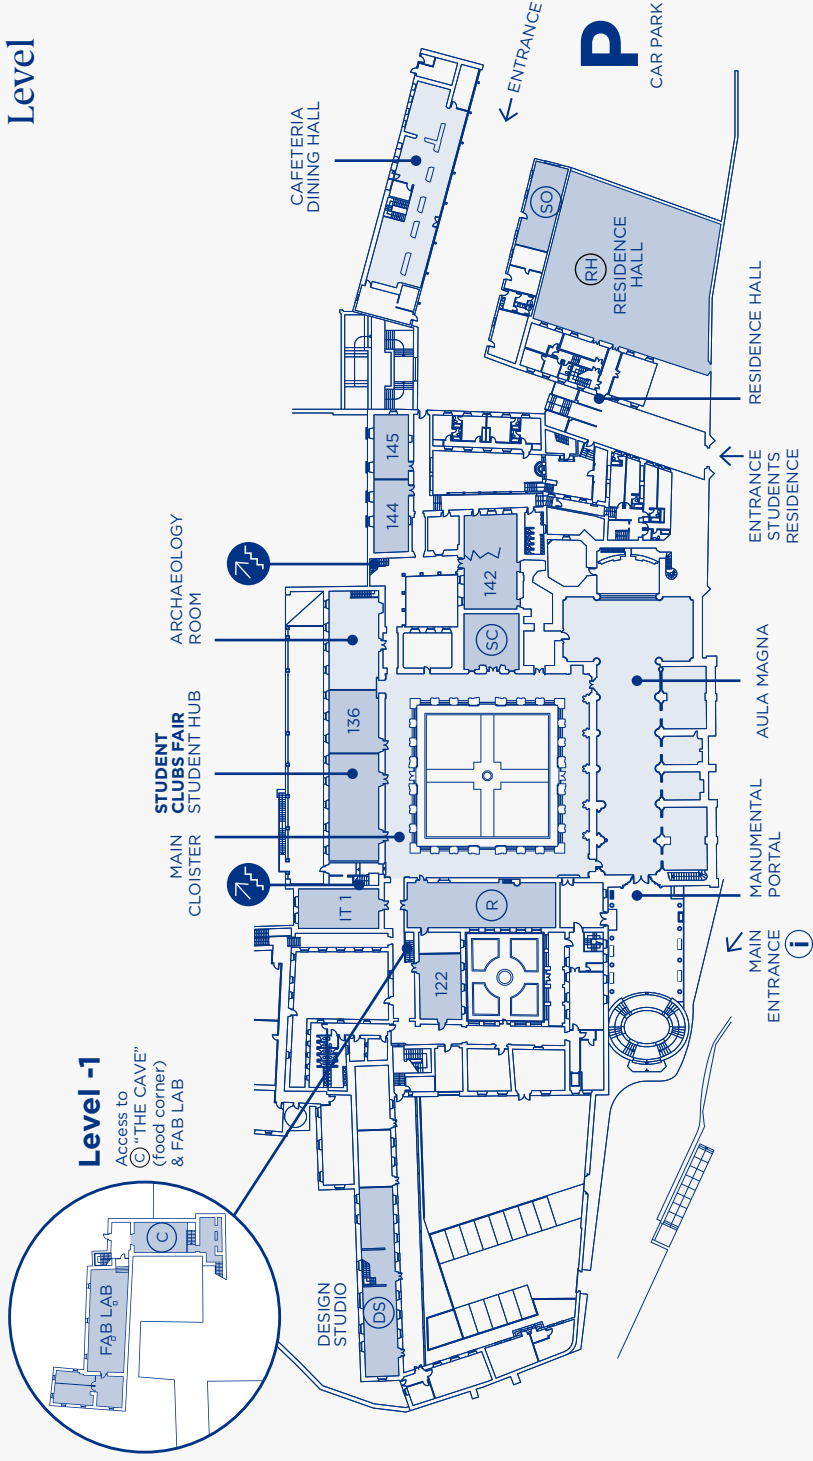 Level
Level -1
Access to
C "THE CAVE"
(food corner)
& FAB LAB
FAB LAB
C
DESIGN
STUDIO
DS
MAIN
CLOISTER
STUDENT
CLUBS FAIR
STUDENT HUB
ARCHAEOLOGY
ROOM
CAFETERIA
DINING HALL
ENTRANCE
P
CAR PARK
IT 1
136
144
145
122
R
SC
142
SO
RH
RESIDENCE
HALL
MAIN
ENTRANCE
i
MANUMENTAL
PORTAL
AULA MAGNA
ENTRANCE
STUDENTS
RESIDENCE
RESIDENCE HALL